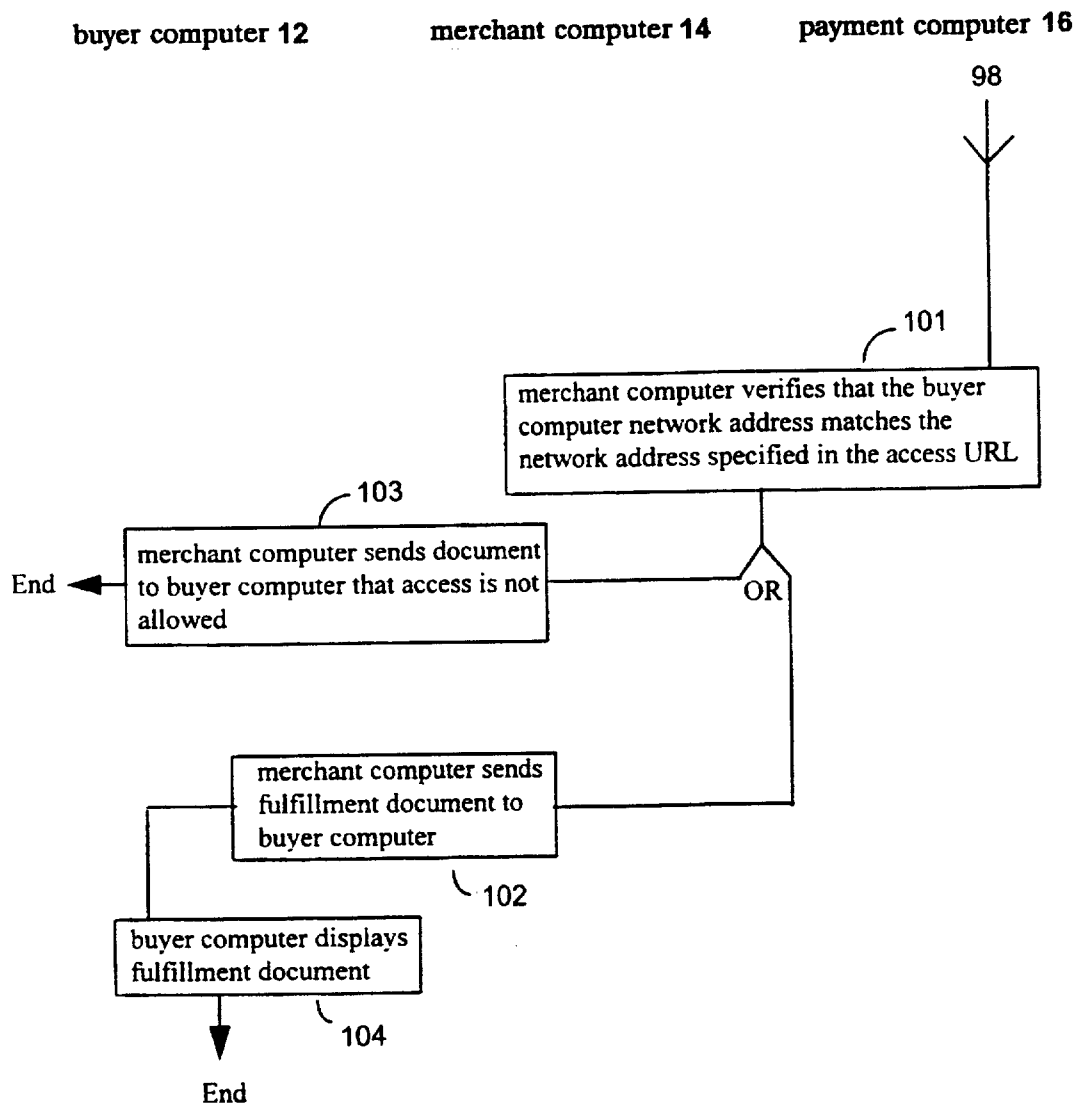 buyer computer 12 merchant computer 14 payment computer 16
98
101
merchant computer verifies that the buyer
computer network address matches the
network address specified in the access URL
103
merchant computer sends document
to buyer computer that access is not
allowed
End
OR
merchant computer sends
fulfillment document to
buyer computer
102
buyer computer displays
fulfillment document
104
End